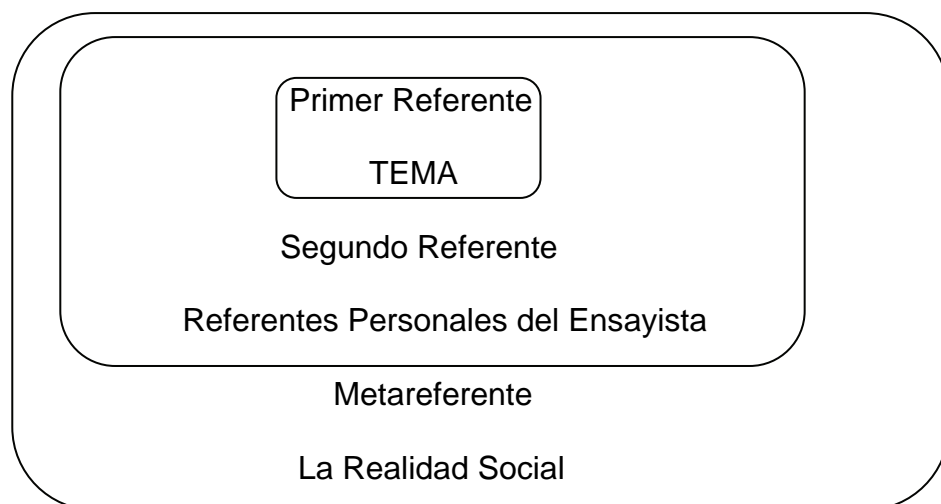 Primer Referente
TEMA
Segundo Referente
Referentes Personales del Ensayista
Metareferente
La Realidad Social